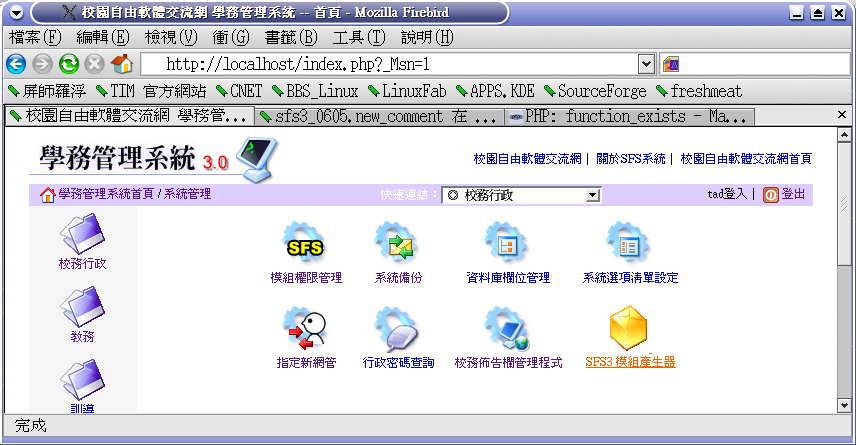 校園自由軟體交流網 學務管理系統 -- 首頁 - Mozilla Firebird
檔案(F) 編輯(E) 檢視(V) 衝(G) 書籤(B) 工具(T) 說明(H)
http://localhost/index.php?_Msn=1
屏師羅浮 TIM 官方網站 CNET BBS_Linux LinuxFab APPS.KDE SourceForge freshmeat
校園自由軟體交流網 學務管... sfs3_0605.new_comment 在 ... PHP: function_exists - Ma...
學務管理系統 3.0
校園自由軟體交流網 | 關於SFS系統 | 校園自由軟體交流網首頁
學務管理系統首頁 / 系統管理 快速連結: ◎ 校務行政 tad登入 | 登出
校務行政
教務
訓導
SFS
模組權限管理 系統備份 資料庫欄位管理 系統選項清單設定
指定新網管 行政密碼查詢 校務佈告欄管理程式 SFS3 模組產生器
完成